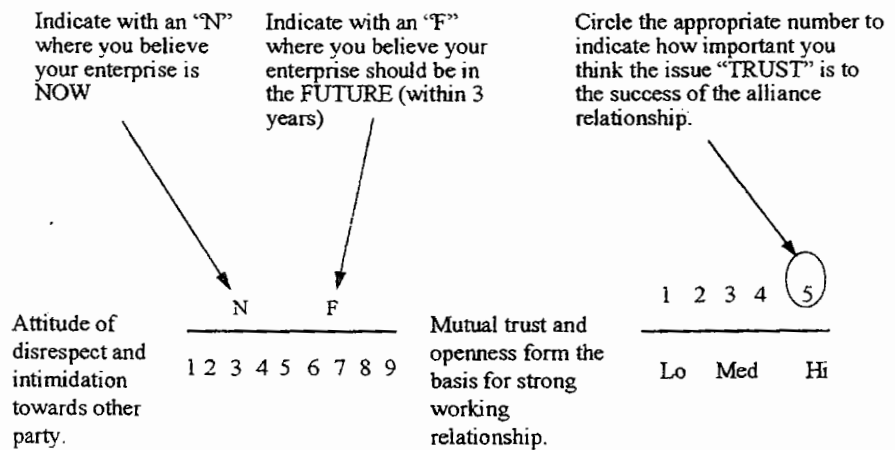 Indicate with an “N”
where you believe
your enterprise is
NOW
Indicate with an “F”
where you believe your
enterprise should be in
the FUTURE (within 3
years)
Circle the appropriate number to
indicate how important you
think the issue “TRUST” is to
the success of the alliance
relationship.
N F
Attitude of
disrespect and
intimidation
towards other
party.
1 2 3 4 5 6 7 8 9
Mutual trust and
openness form the
basis for strong
working
relationship.
1 2 3 4 5
Lo Med Hi